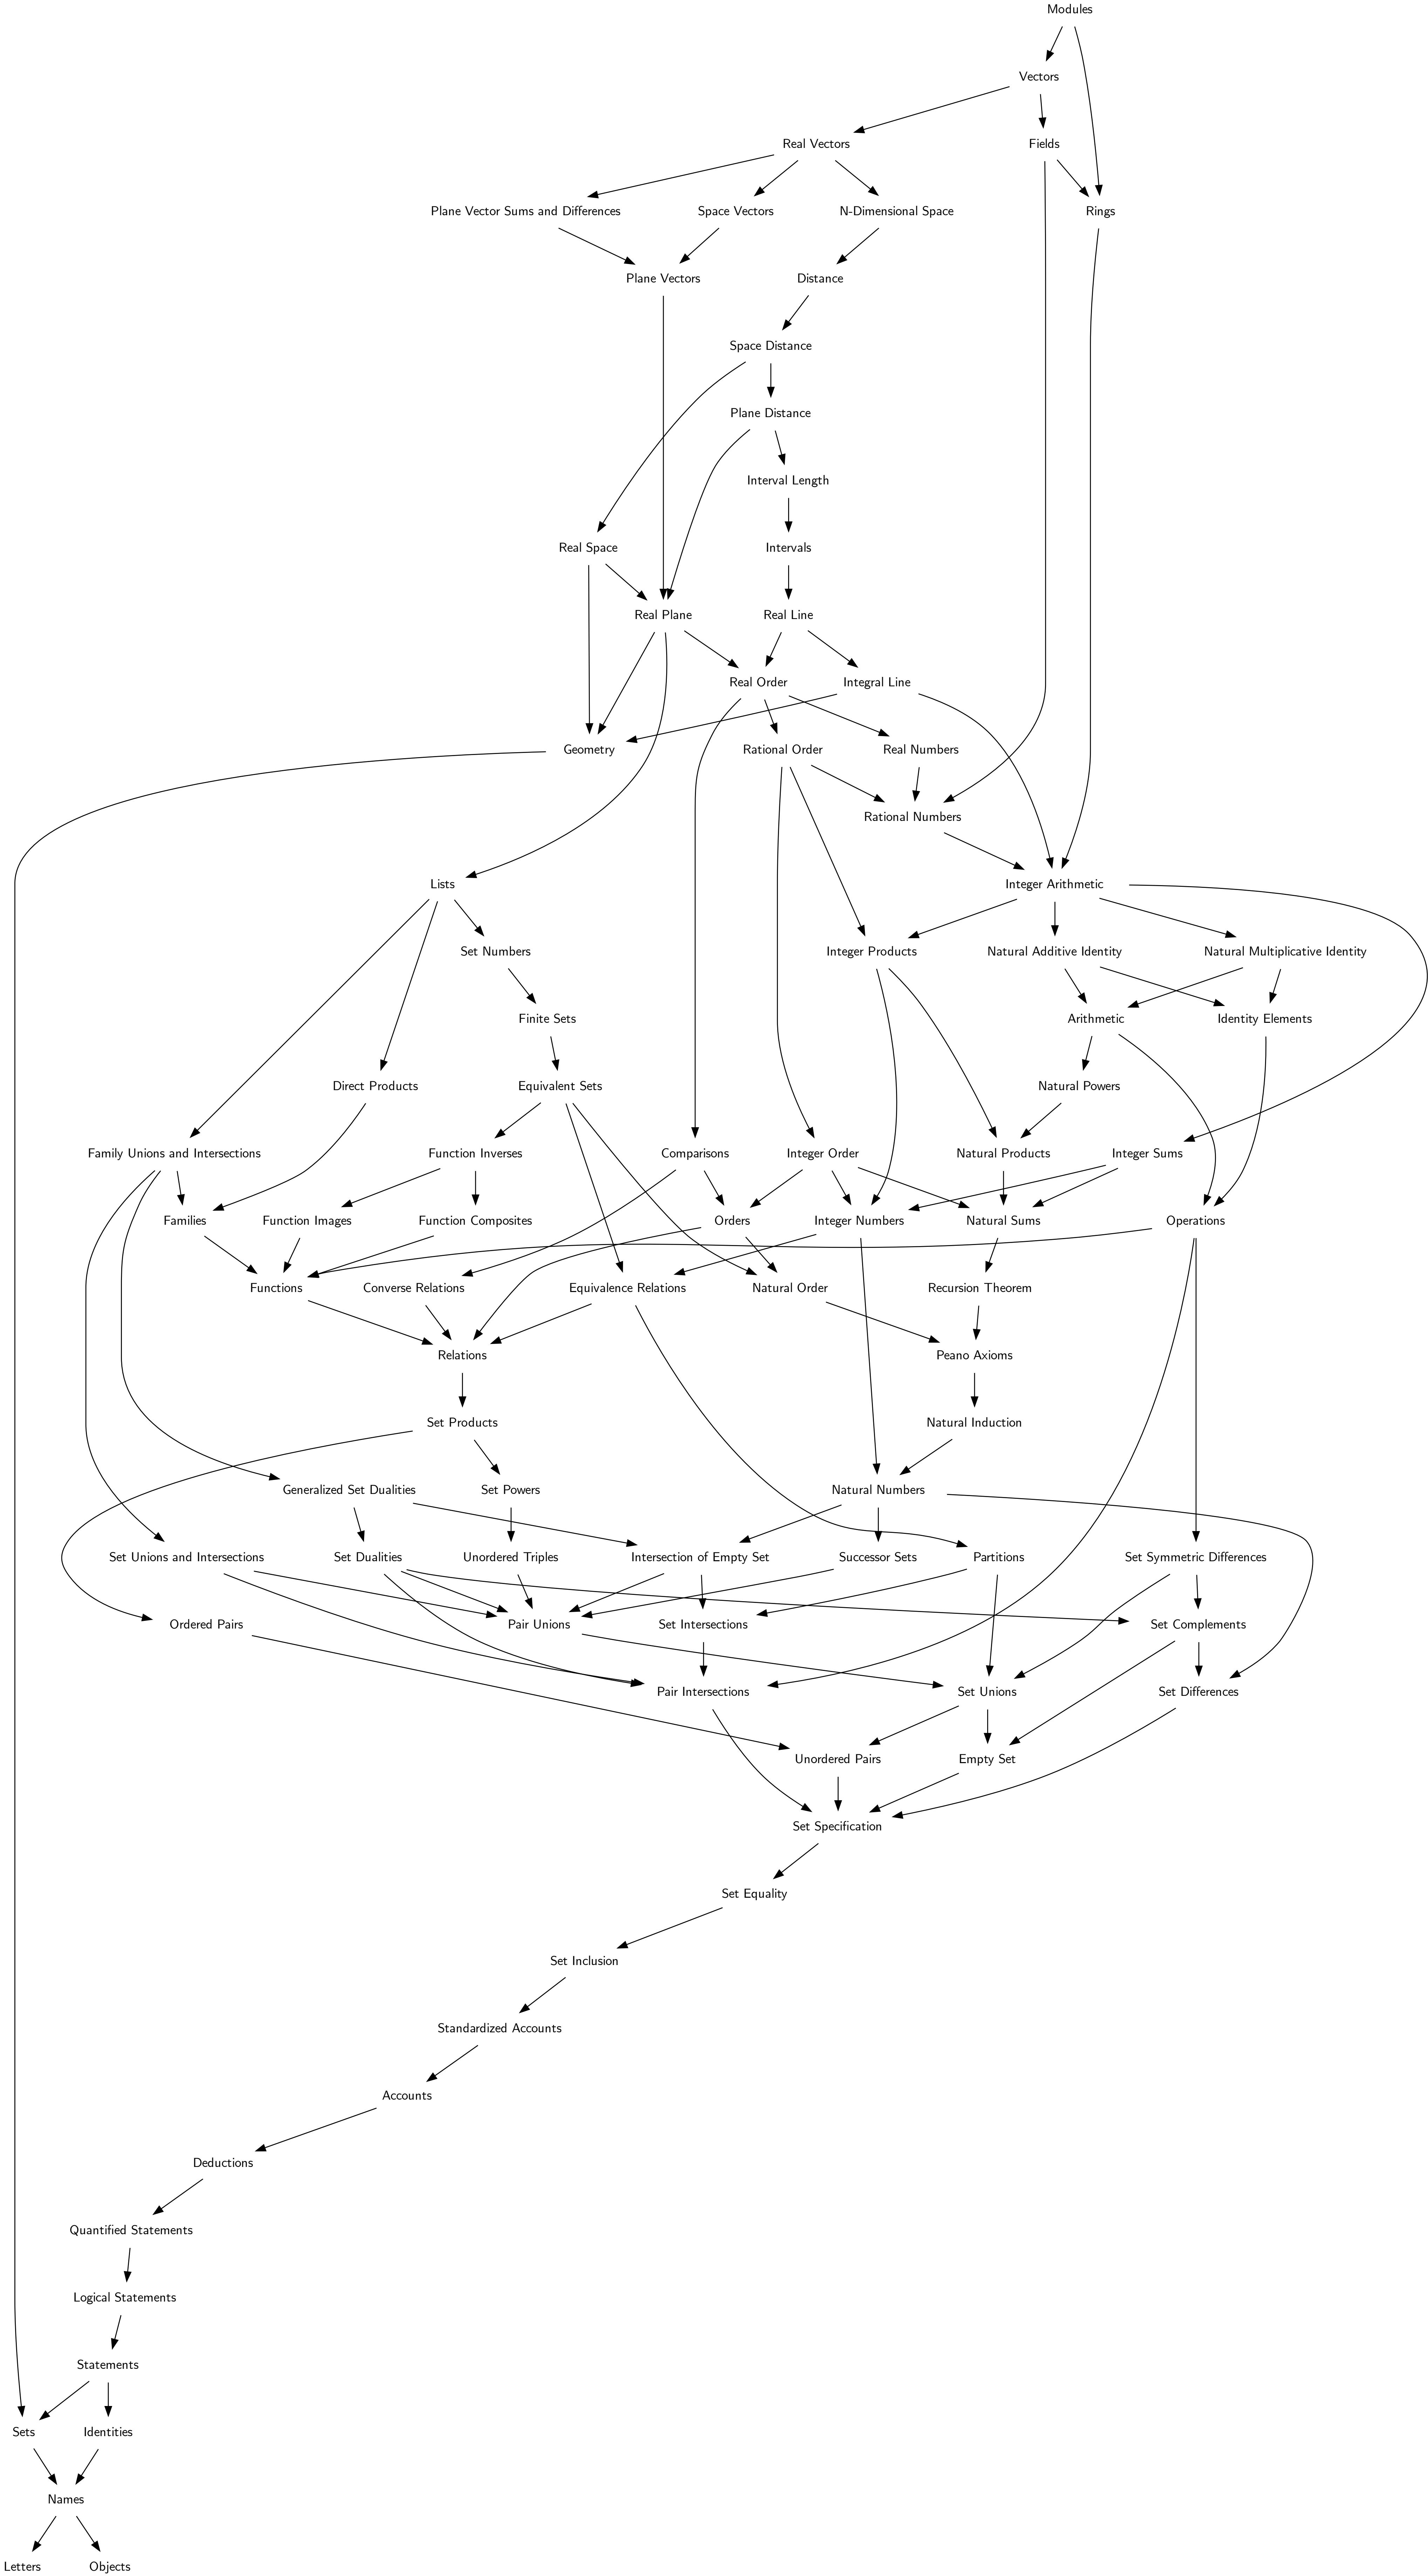 Modules
Vectors
Real Vectors
Fields
Plane Vector Sums and Differences
Space Vectors
N-Dimensional Space
Rings
Plane Vectors
Distance
Space Distance
Plane Distance
Interval Length
Real Space
Intervals
Real Plane
Real Line
Real Order
Integral Line
Geometry
Rational Order
Real Numbers
Rational Numbers
Lists
Integer Arithmetic
Set Numbers
Integer Products
Natural Additive Identity
Natural Multiplicative Identity
Finite Sets
Arithmetic
Identity Elements
Direct Products
Equivalent Sets
Natural Powers
Family Unions and Intersections
Function Inverses
Comparisons
Integer Order
Natural Products
Integer Sums
Families
Function Images
Function Composites
Orders
Integer Numbers
Natural Sums
Operations
Functions
Converse Relations
Equivalence Relations
Natural Order
Recursion Theorem
Relations
Peano Axioms
Set Products
Natural Induction
Generalized Set Dualities
Set Powers
Natural Numbers
Set Unions and Intersections
Set Dualities
Unordered Triples
Intersection of Empty Set
Successor Sets
Partitions
Set Symmetric Differences
Ordered Pairs
Pair Unions
Set Intersections
Set Complements
Pair Intersections
Set Unions
Set Differences
Unordered Pairs
Empty Set
Set Specification
Set Equality
Set Inclusion
Standardized Accounts
Accounts
Deductions
Quantified Statements
Logical Statements
Statements
Sets
Identities
Names
Letters
Objects